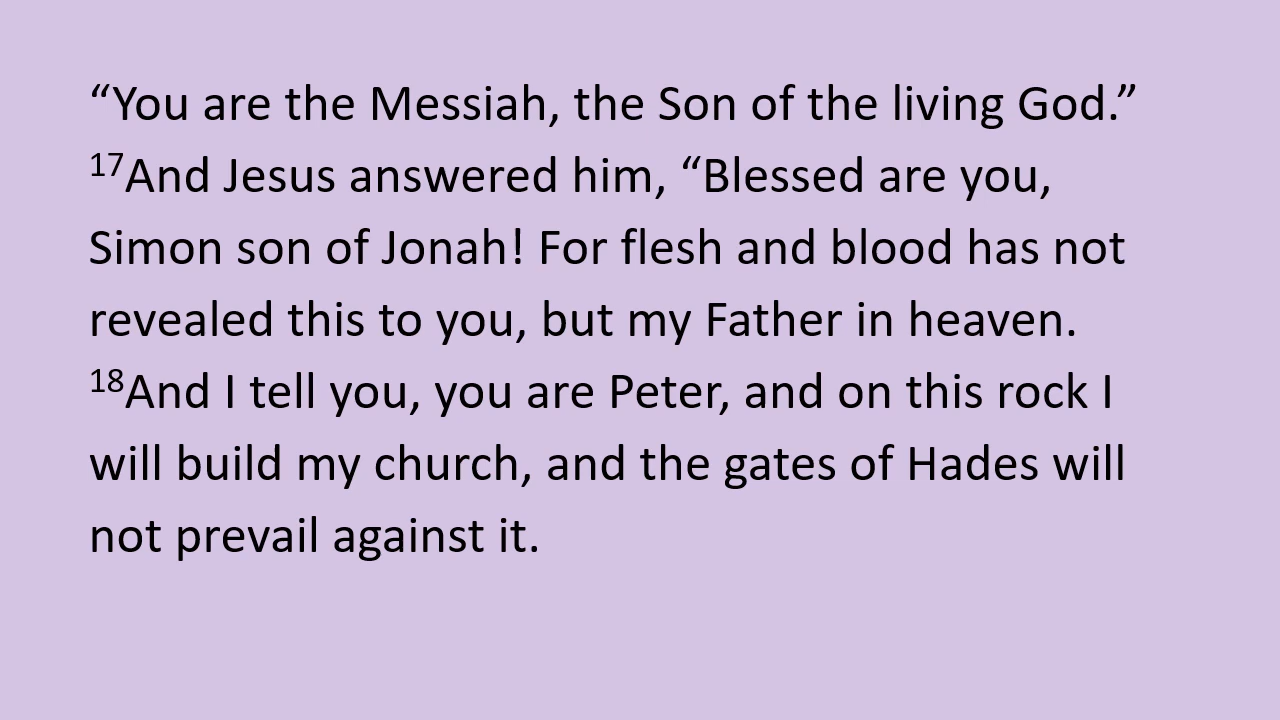 “You are the Messiah, the Son of the living God.”
17And Jesus answered him, “Blessed are you,
Simon son of Jonah! For flesh and blood has not
revealed this to you, but my Father in heaven.
18And I tell you, you are Peter, and on this rock I
will build my church, and the gates of Hades will
not prevail against it.